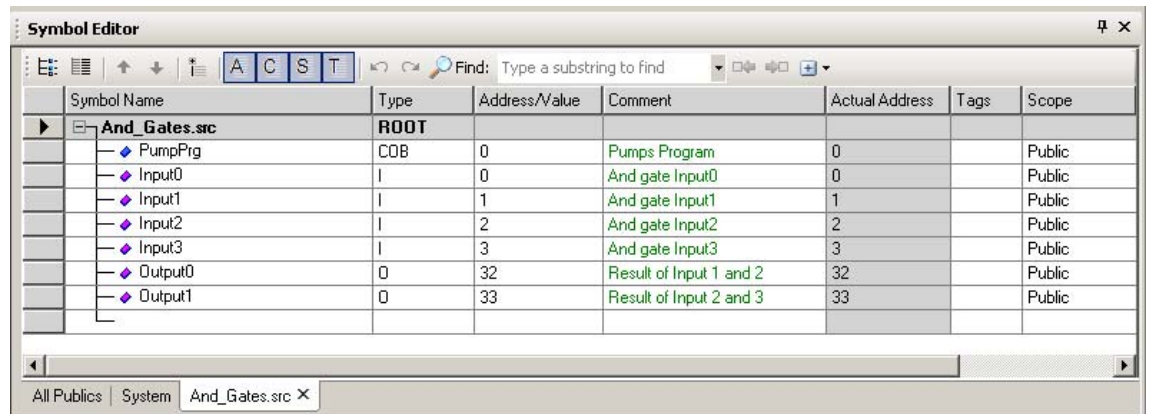 Symbol Editor
A C S T Find: Type a substring to find
Symbol Name Type Address/Value Comment Actual Address Tags Scope
And_Gates.src ROOT
PumpPrg COB 0 Pumps Program 0 Public
Input0 I 0 And gate Input0 0 Public
Input1 I 1 And gate Input1 1 Public
Input2 I 2 And gate Input2 2 Public
Input3 I 3 And gate Input3 3 Public
Output0 O 32 Result of Input 1 and 2 32 Public
Output1 O 33 Result of Input 2 and 3 33 Public
All Publics System And_Gates.src